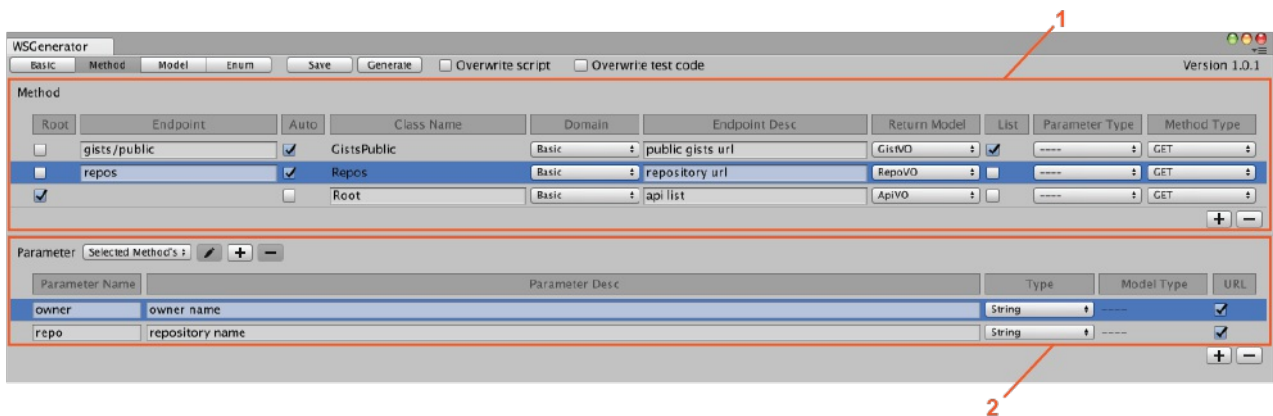 1
WSGenerator
Basic Method Model Enum Save Generate Overwrite script Overwrite test code Version 1.0.1
Method
Root Endpoint Auto Class Name Domain Endpoint Desc Return Model List Parameter Type Method Type
gists/public GistsPublic Basic public gists url GistVO ---- GET
repos Repos Basic repository url RepoVO ---- GET
Root Basic api list ApiVO ---- GET
+ −
Parameter Selected Method's + −
Parameter Name Parameter Desc Type Model Type URL
owner owner name String ----
repo repository name String ----
+ −
2